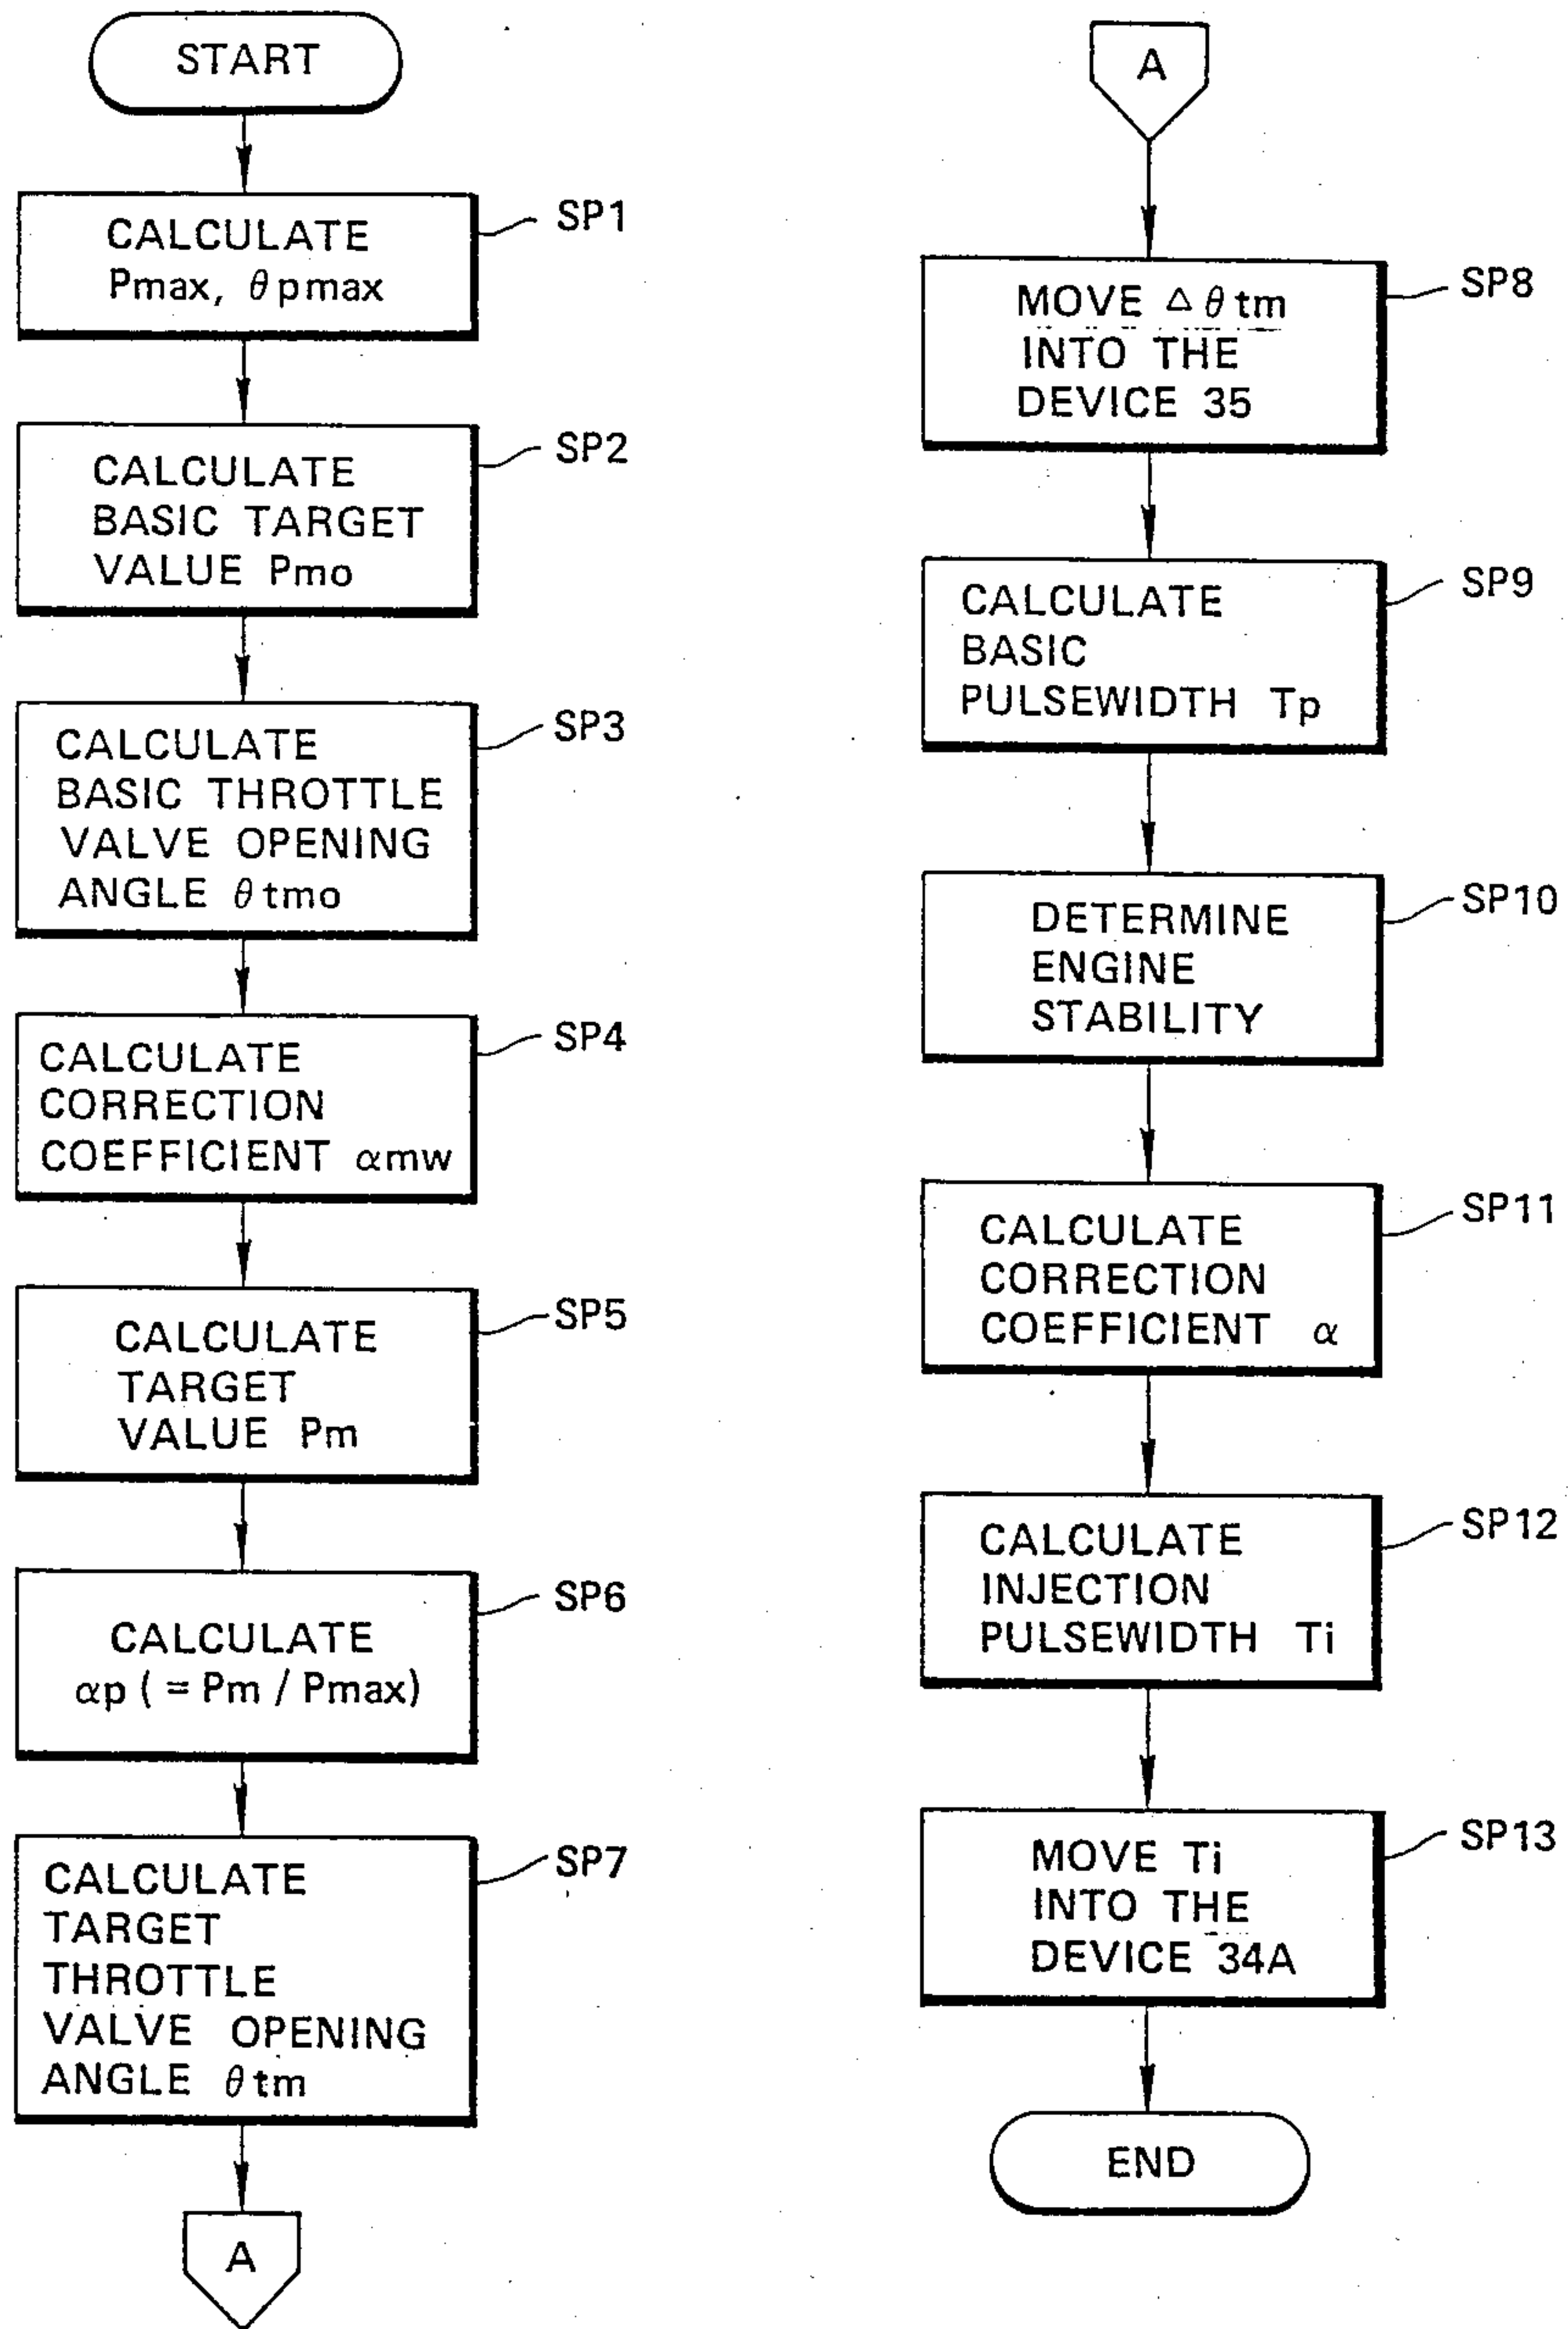 START
CALCULATE
Pmax, θpmax
SP1
CALCULATE
BASIC TARGET
VALUE Pmo
SP2
CALCULATE
BASIC THROTTLE
VALVE OPENING
ANGLE θtmo
SP3
CALCULATE
CORRECTION
COEFFICIENT αmw
SP4
CALCULATE
TARGET
VALUE Pm
SP5
CALCULATE
αp (= Pm / Pmax)
SP6
CALCULATE
TARGET
THROTTLE
VALVE OPENING
ANGLE θtm
SP7
A
A
MOVE △θtm
INTO THE
DEVICE 35
SP8
CALCULATE
BASIC
PULSEWIDTH Tp
SP9
DETERMINE
ENGINE
STABILITY
SP10
CALCULATE
CORRECTION
COEFFICIENT α
SP11
CALCULATE
INJECTION
PULSEWIDTH Ti
SP12
MOVE Ti
INTO THE
DEVICE 34A
SP13
END